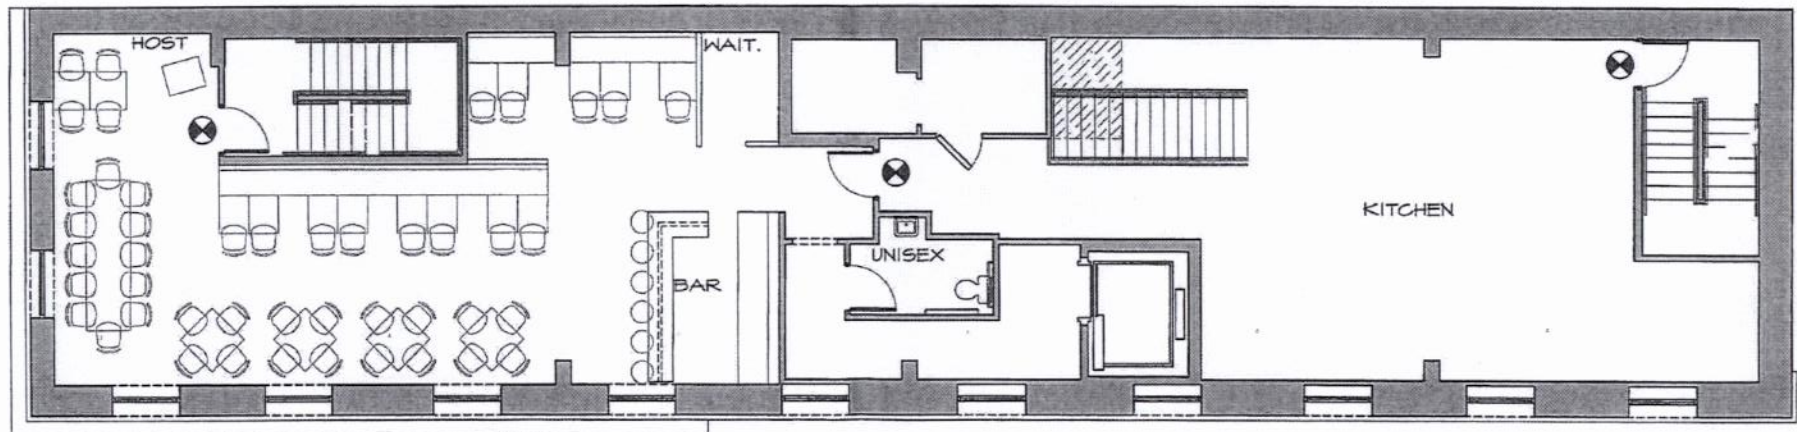 HOST
WAIT.
KITCHEN
UNISEX
BAR